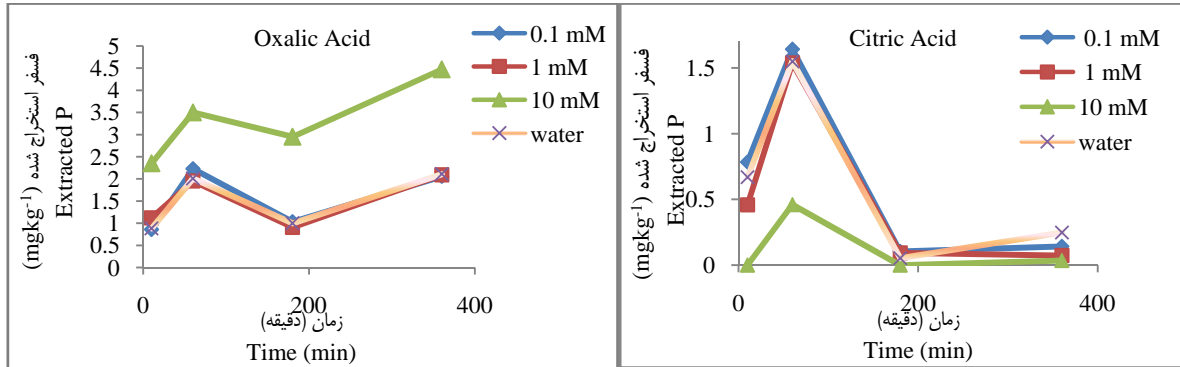 Oxalic Acid
فسفر استخراج شده (mgkg-1)
Extracted P
5
4.5
4
3.5
3
2.5
2
1.5
1
0.5
0
0
200
400
زمان (دقیقه)
Time (min)
0.1 mM
1 mM
10 mM
water
Citric Acid
فسفر استخراج شده (mgkg-1)
Extracted P
1.5
1
0.5
0
0
200
400
زمان (دقیقه)
Time (min)
0.1 mM
1 mM
10 mM
water